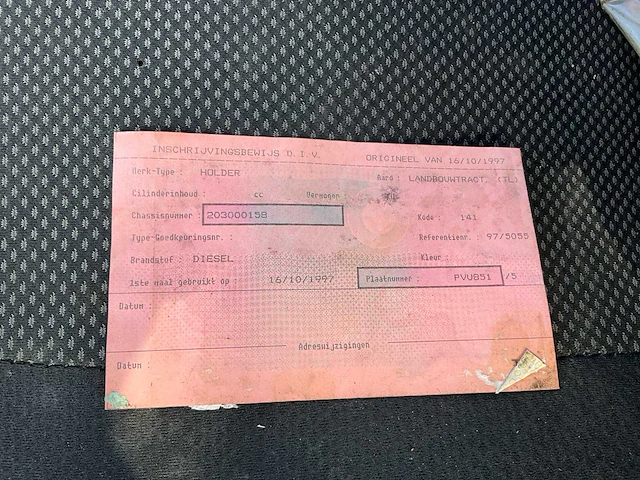 INSCHRIJVINGSBEWIJS D.I.V. ORIGINEEL VAN 16/10/1997
Merk-Type : HOLDER Aard : LANDBOUWTRACT. (TL)
Cilinderinhoud : cc Vermogen :
Chassisnummer : 203000158 Kode : 141
Type-Goedkeuringsnr. : Referentienr. : 97/5055
Brandstof : DIESEL Kleur :
1ste maal gebruikt op : 16/10/1997 Plaatnummer : PVU851 /5
Datum :
Adreswijzigingen
Datum :